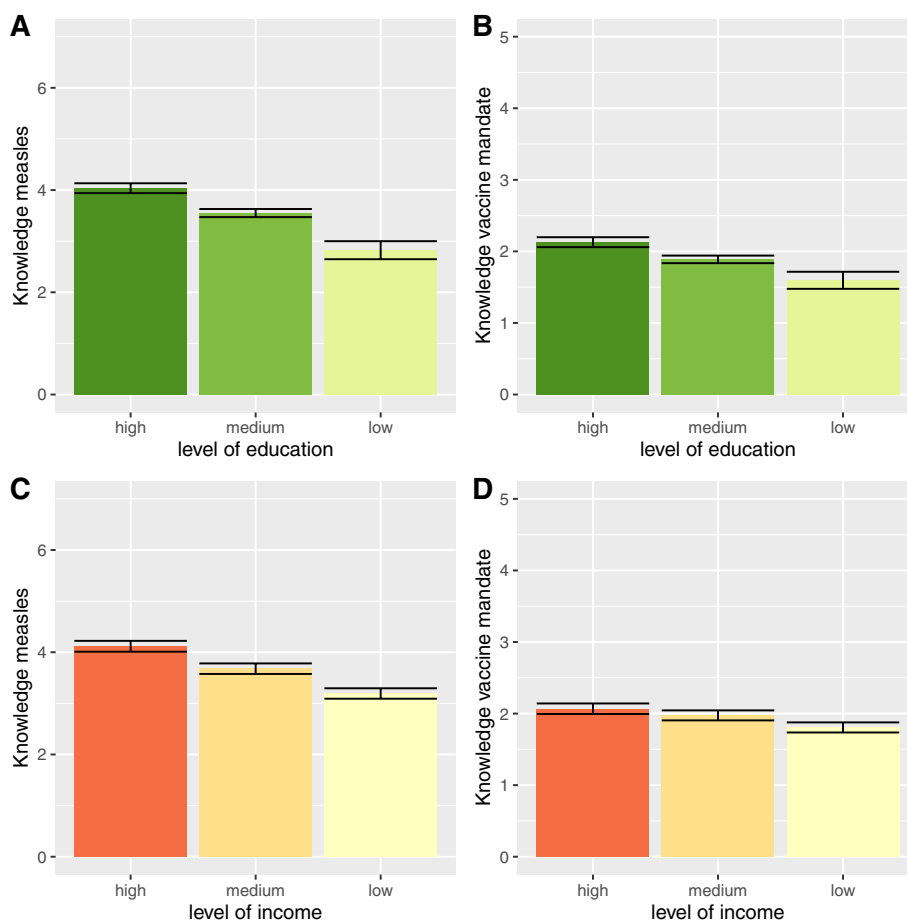 A
Knowledge measles
6
4
2
0
high medium low
level of education
B
Knowledge vaccine mandate
5
4
3
2
1
0
high medium low
level of education
C
Knowledge measles
6
4
2
0
high medium low
level of income
D
Knowledge vaccine mandate
5
4
3
2
1
0
high medium low
level of income